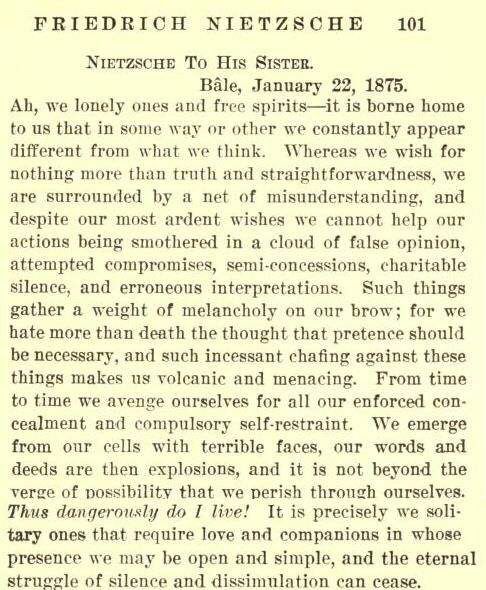 FRIEDRICH NIETZSCHE 101
NIETZSCHE TO HIS SISTER.
Bâle, January 22, 1875.
Ah, we lonely ones and free spirits—it is borne home
to us that in some way or other we constantly appear
different from what we think. Whereas we wish for
nothing more than truth and straightforwardness, we
are surrounded by a net of misunderstanding, and
despite our most ardent wishes we cannot help our
actions being smothered in a cloud of false opinion,
attempted compromises, semi-concessions, charitable
silence, and erroneous interpretations. Such things
gather a weight of melancholy on our brow; for we
hate more than death the thought that pretence should
be necessary, and such incessant chafing against these
things makes us volcanic and menacing. From time
to time we avenge ourselves for all our enforced con-
cealment and compulsory self-restraint. We emerge
from our cells with terrible faces, our words and
deeds are then explosions, and it is not beyond the
verge of possibility that we perish through ourselves.
Thus dangerously do I live! It is precisely we soli-
tary ones that require love and companions in whose
presence we may be open and simple, and the eternal
struggle of silence and dissimulation can cease.